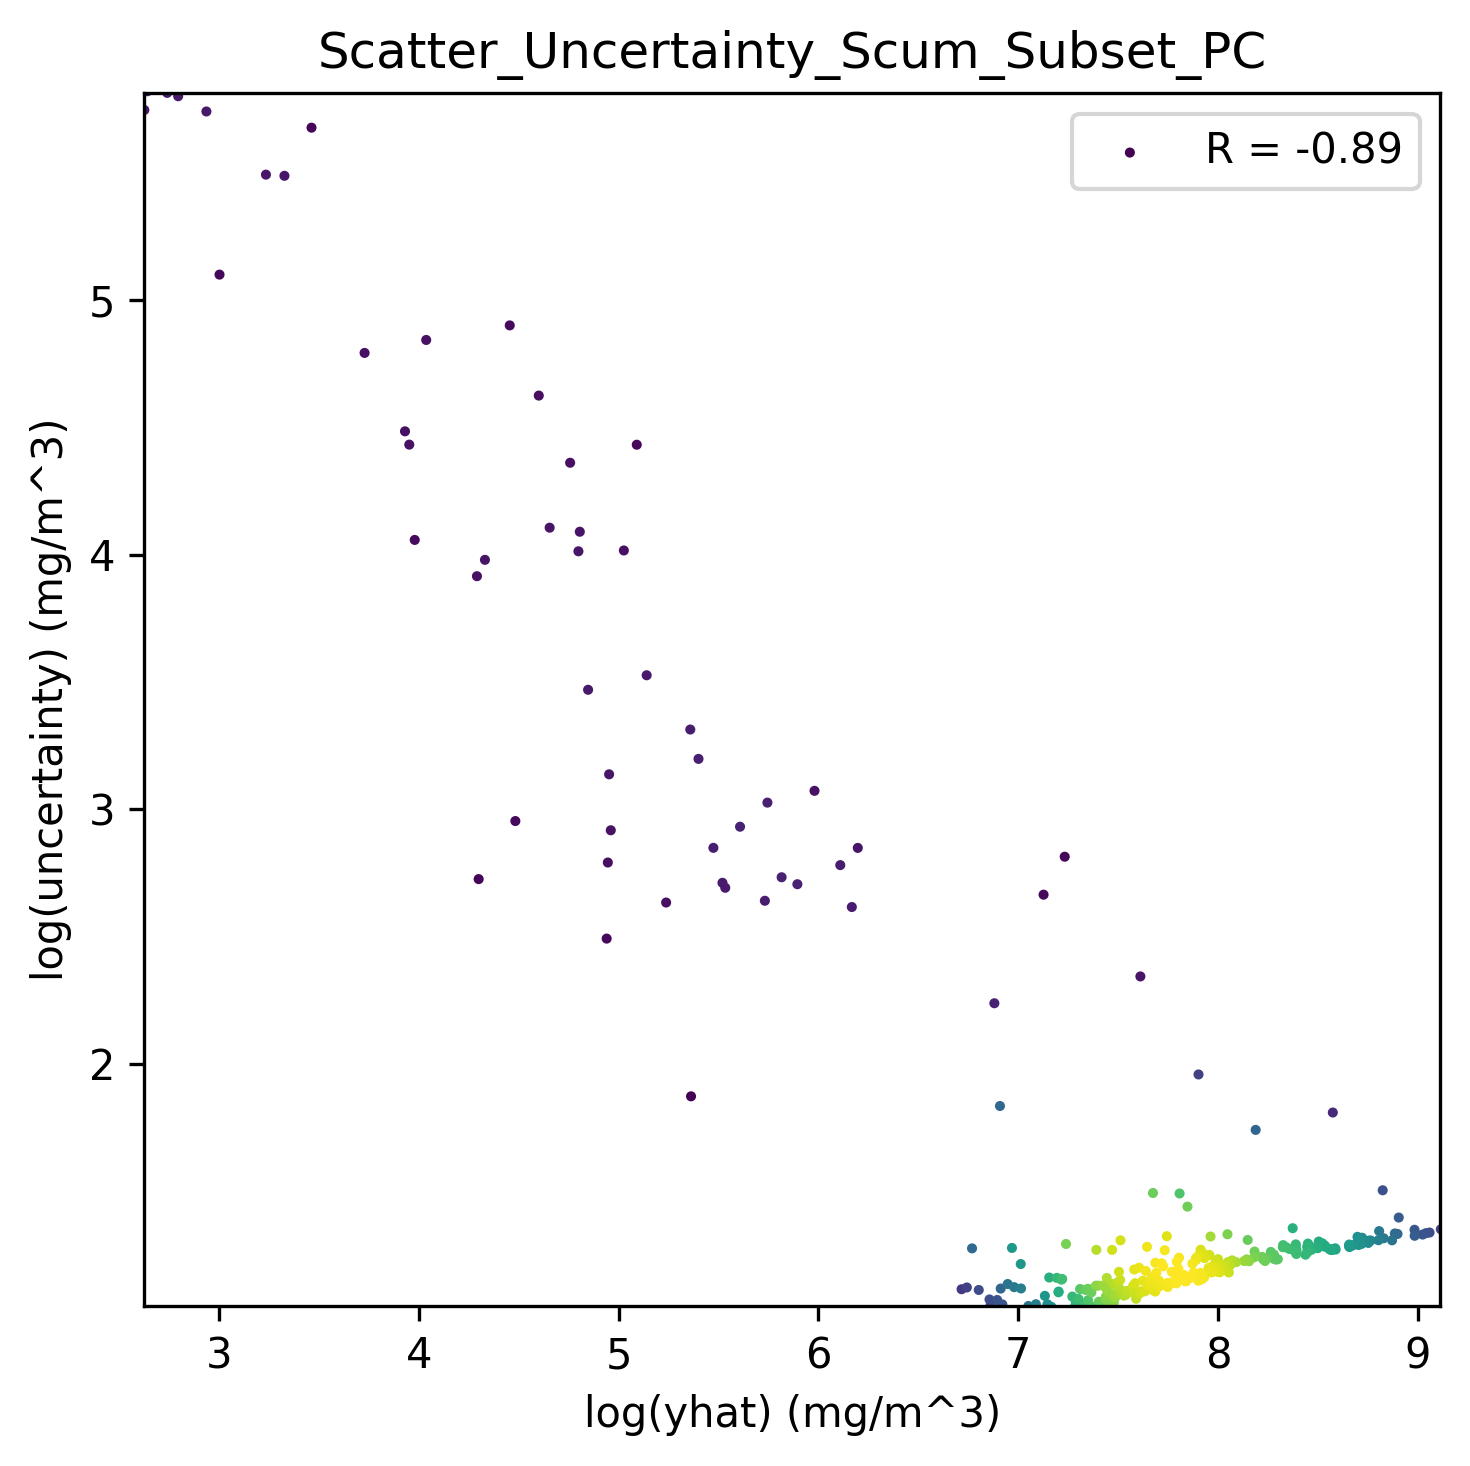 Scatter_Uncertainty_Scum_Subset_PC
R = -0.89
5
4
3
2
log(uncertainty) (mg/m^3)
3 4 5 6 7 8 9
log(yhat) (mg/m^3)